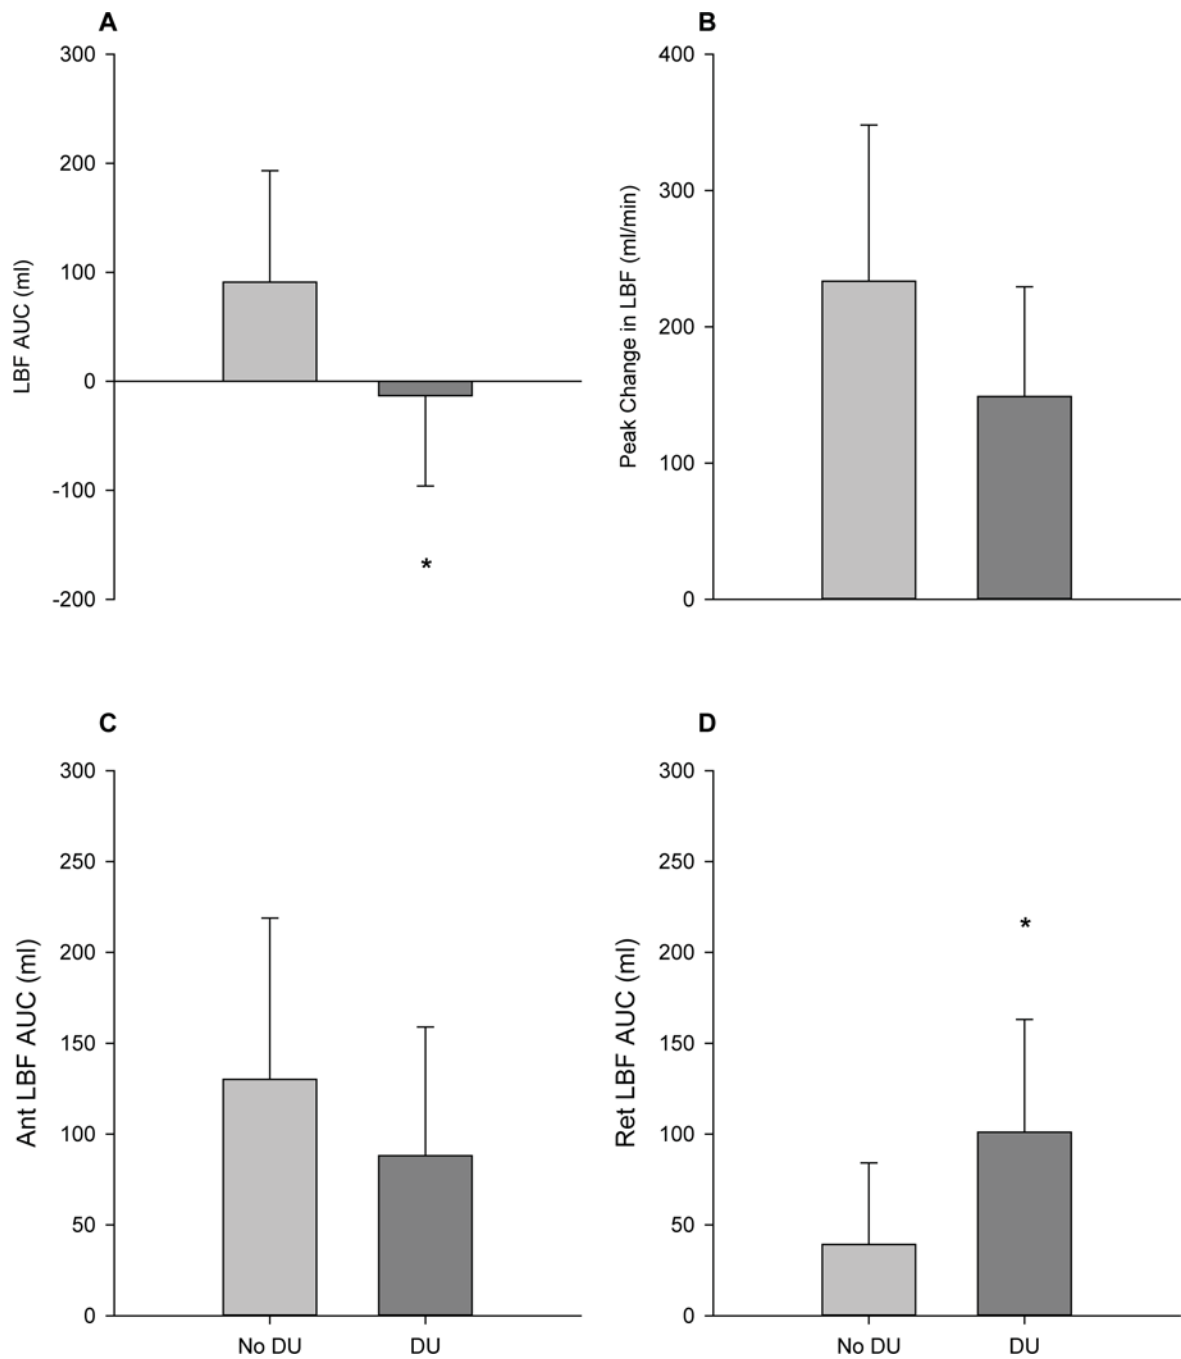 A
300
200
100
0
-100
-200
LBF AUC (ml)
*
B
400
300
200
100
0
Peak Change in LBF (ml/min)
C
300
250
200
150
100
50
0
Ant LBF AUC (ml)
No DU
DU
D
300
250
200
150
100
50
0
Ret LBF AUC (ml)
*
No DU
DU